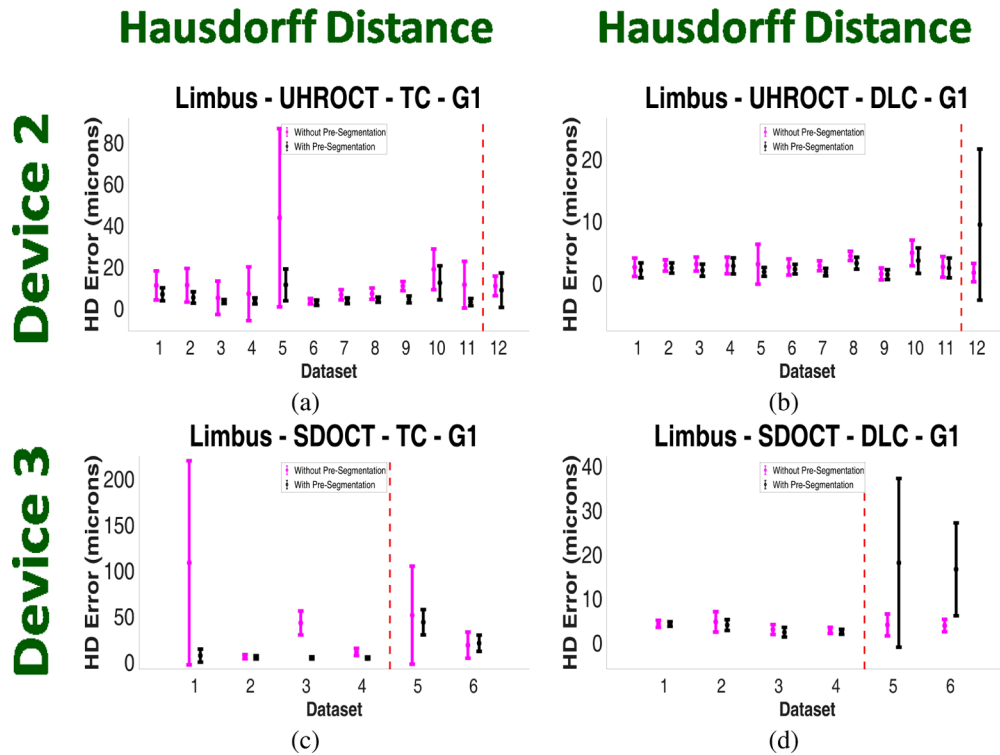 Hausdorff Distance
Hausdorff Distance
Device 2
Limbus - UHROCT - TC - G1
HD Error (microns)
80
60
40
20
0
Without Pre-Segmentation
With Pre-Segmentation
1 2 3 4 5 6 7 8 9 10 11 12
Dataset
(a)
Limbus - UHROCT - DLC - G1
HD Error (microns)
20
10
0
Without Pre-Segmentation
With Pre-Segmentation
1 2 3 4 5 6 7 8 9 10 11 12
Dataset
(b)
Device 3
Limbus - SDOCT - TC - G1
HD Error (microns)
200
150
100
50
0
Without Pre-Segmentation
With Pre-Segmentation
1 2 3 4 5 6
Dataset
(c)
Limbus - SDOCT - DLC - G1
HD Error (microns)
40
30
20
10
0
Without Pre-Segmentation
With Pre-Segmentation
1 2 3 4 5 6
Dataset
(d)